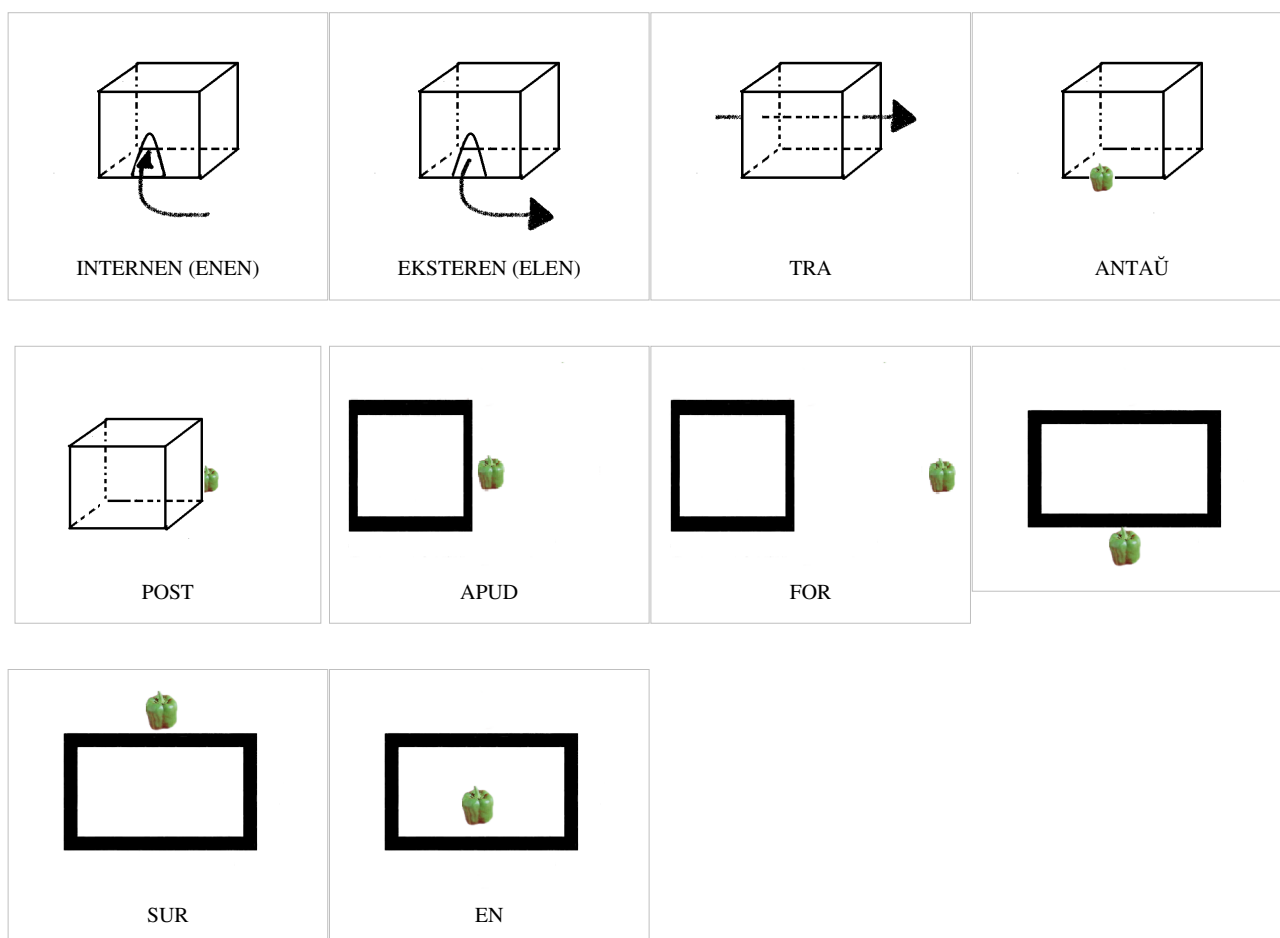 INTERNEN (ENEN)
EKSTEREN (ELEN)
TRA
ANTAŬ
POST
APUD
FOR
SUR
EN